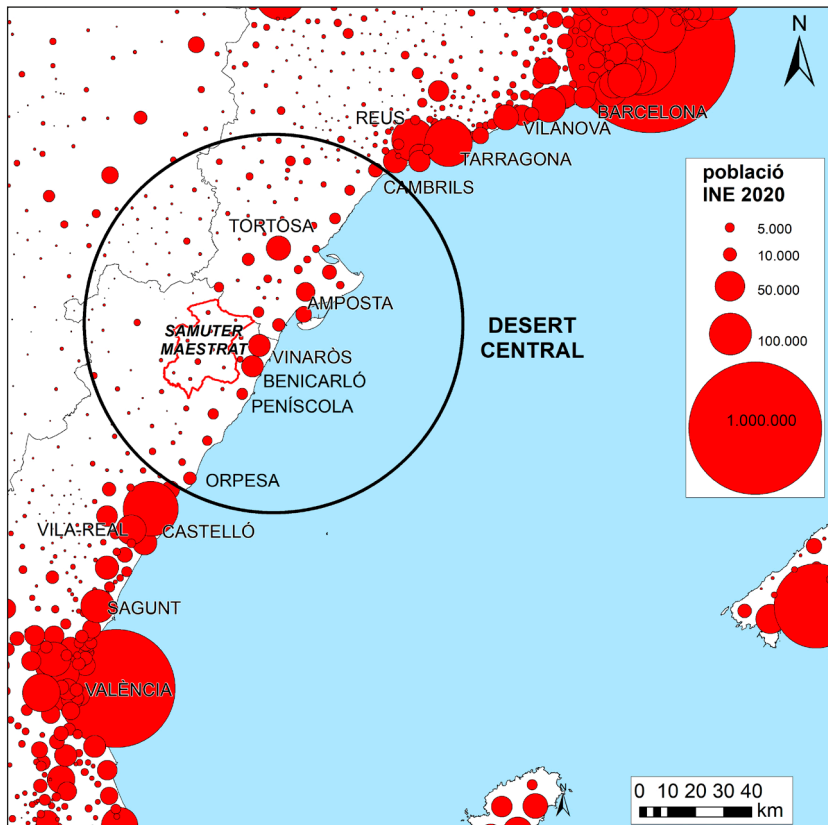 N
BARCELONA
REUS
VILANOVA
TARRAGONA
CAMBRILS
població
INE 2020
5.000
10.000
50.000
100.000
1.000.000
TORTOSA
AMPOSTA
DESERT
CENTRAL
SAMUTER
MAESTRAT
VINARÒS
BENICARLÓ
PENÍSCOLA
ORPESA
VILA-REAL
CASTELLÓ
SAGUNT
VALÈNCIA
N
0 10 20 30 40
km